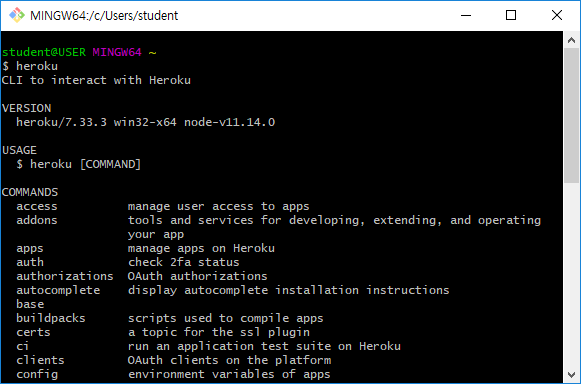 MINGW64:/c/Users/student
student@USER MINGW64 ~
$ heroku
CLI to interact with Heroku
VERSION
heroku/7.33.3 win32-x64 node-v11.14.0
USAGE
$ heroku [COMMAND]
COMMANDS
access manage user access to apps
addons tools and services for developing, extending, and operating
your app
apps manage apps on Heroku
auth check 2fa status
authorizations OAuth authorizations
autocomplete display autocomplete installation instructions
base
buildpacks scripts used to compile apps
certs a topic for the ssl plugin
ci run an application test suite on Heroku
clients OAuth clients on the platform
config environment variables of apps